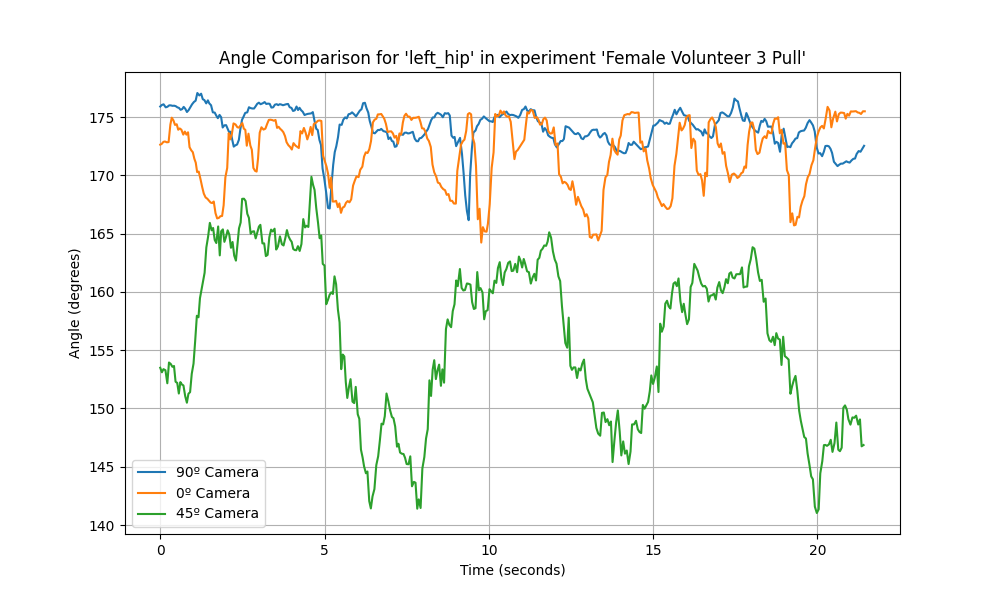 Angle Comparison for 'left_hip' in experiment 'Female Volunteer 3 Pull'
175
170
165
160
155
150
145
140
Angle (degrees)
90º Camera
0º Camera
45º Camera
0 5 10 15 20
Time (seconds)